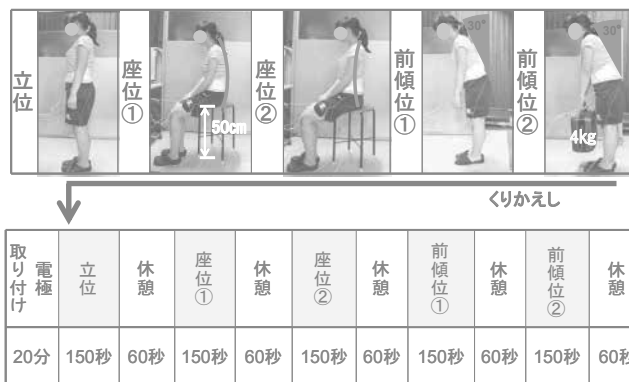 立位
座位①
50cm
座位②
前傾位①
30°
前傾位②
30°
4kg
くりかえし
電極取り付け
立位
休憩
座位①
休憩
座位②
休憩
前傾位①
休憩
前傾位②
休憩
20分 150秒 60秒 150秒 60秒 150秒 60秒 150秒 60秒 150秒 60秒